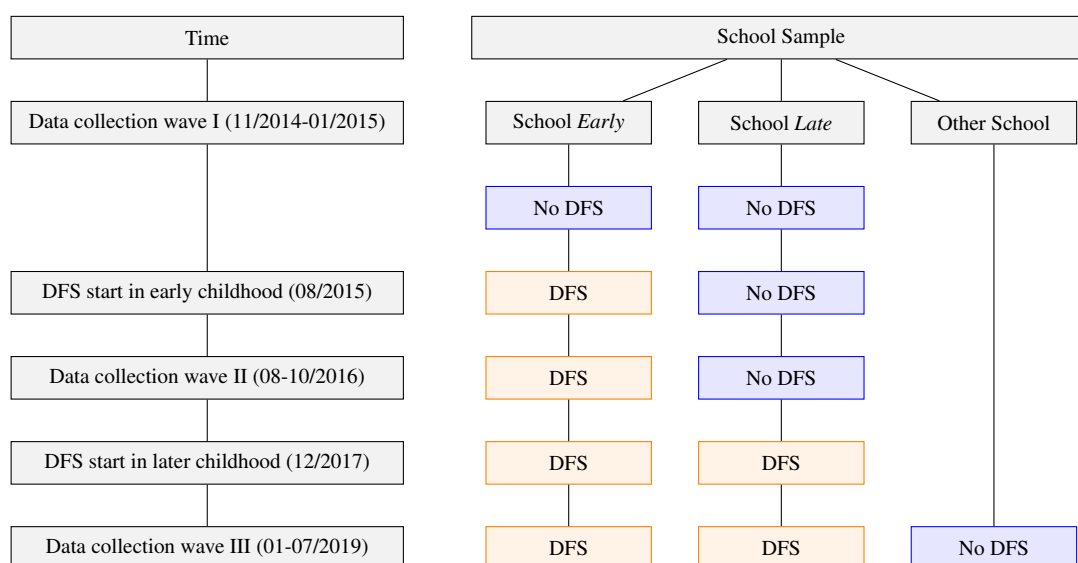 Time
School Sample
Data collection wave I (11/2014-01/2015)
School Early
School Late
Other School
No DFS
No DFS
DFS start in early childhood (08/2015)
DFS
No DFS
Data collection wave II (08-10/2016)
DFS
No DFS
DFS start in later childhood (12/2017)
DFS
DFS
Data collection wave III (01-07/2019)
DFS
DFS
No DFS